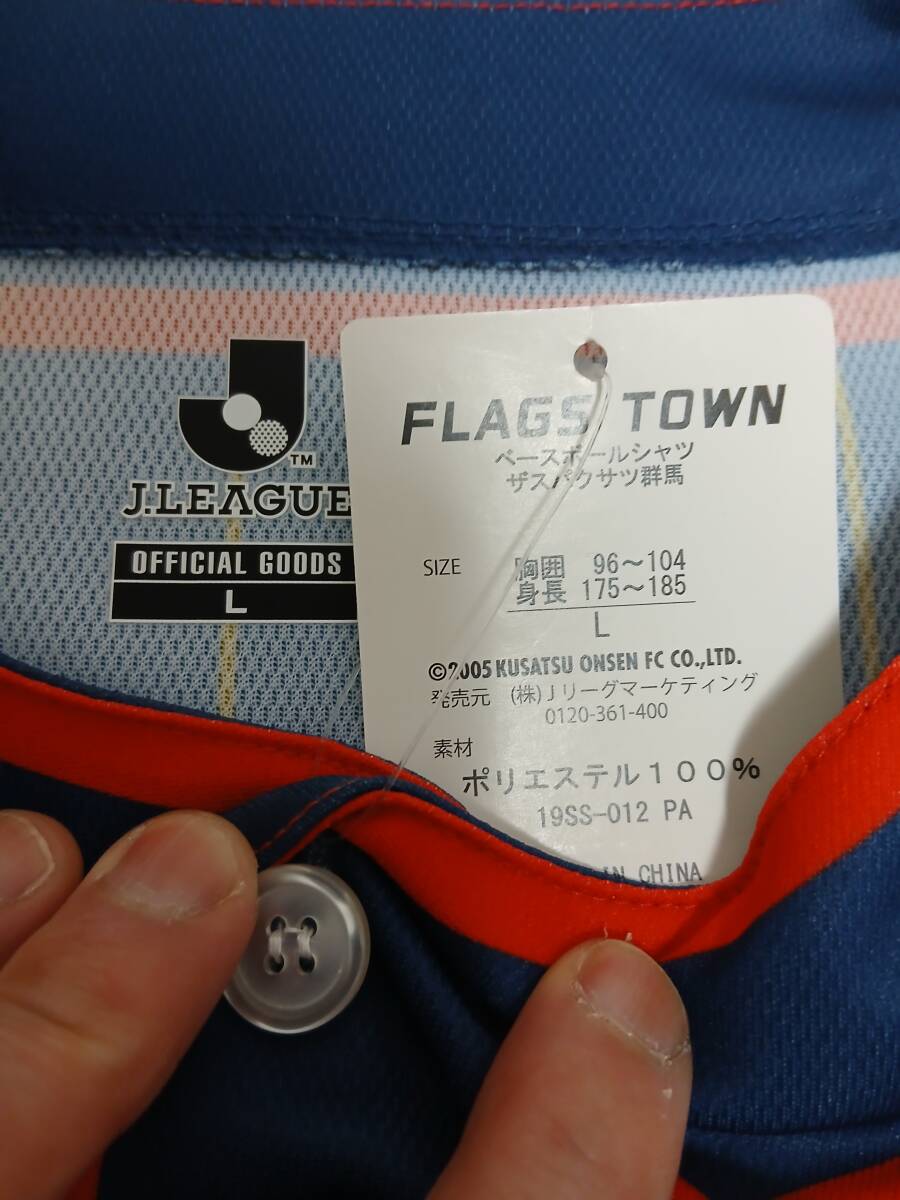 J.LEAGUE
TM
OFFICIAL GOODS
L
FLAGS TOWN
ベースボールシャツ
ザスパクサツ群馬
SIZE
胸囲 96～104
身長 175～185
L
©2005 KUSATSU ONSEN FC CO.,LTD.
発売元 (株)Jリーグマーケティング
0120-361-400
素材
ポリエステル100%
19SS-012 PA
IN CHINA